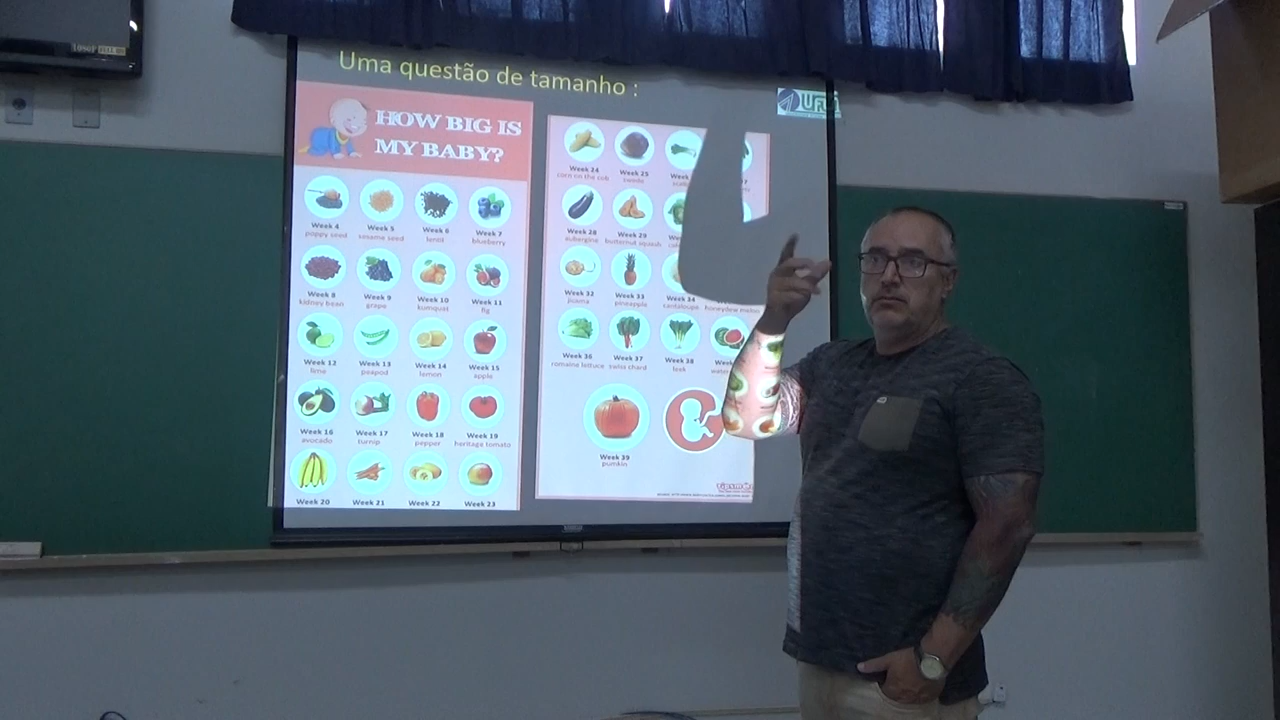 Uma questão de tamanho :
HOW BIG IS
MY BABY?
Week 4
poppy seed
Week 5
sesame seed
Week 6
lentil
Week 7
blueberry
Week 8
kidney bean
Week 9
grape
Week 10
kumquat
Week 11
fig
Week 12
lime
Week 13
peapod
Week 14
lemon
Week 15
apple
Week 16
avocado
Week 17
turnip
Week 18
pepper
Week 19
heritage tomato
Week 20
Week 21
Week 22
Week 23
Week 24
corn on the cob
Week 25
swede
Week
Week 28
aubergine
Week 29
butternut squash
Week 32
jicama
Week 33
pineapple
Week 34
cantaloupe
honeydew melon
Week 36
romaine lettuce
Week 37
swiss chard
Week 38
leek
Week 39
pumkin
1080P